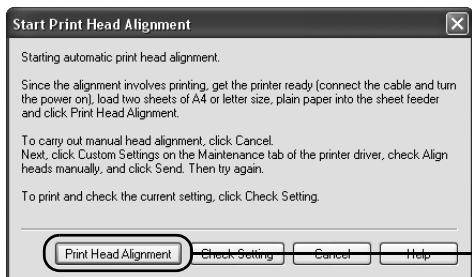 Start Print Head Alignment
Starting automatic print head alignment.
Since the alignment involves printing, get the printer ready (connect the cable and turn
the power on), load two sheets of A4 or letter size, plain paper into the sheet feeder
and click Print Head Alignment.
To carry out manual head alignment, click Cancel.
Next, click Custom Settings on the Maintenance tab of the printer driver, check Align
heads manually, and click Send. Then try again.
To print and check the current setting, click Check Setting.
Print Head Alignment Check Setting Cancel Help